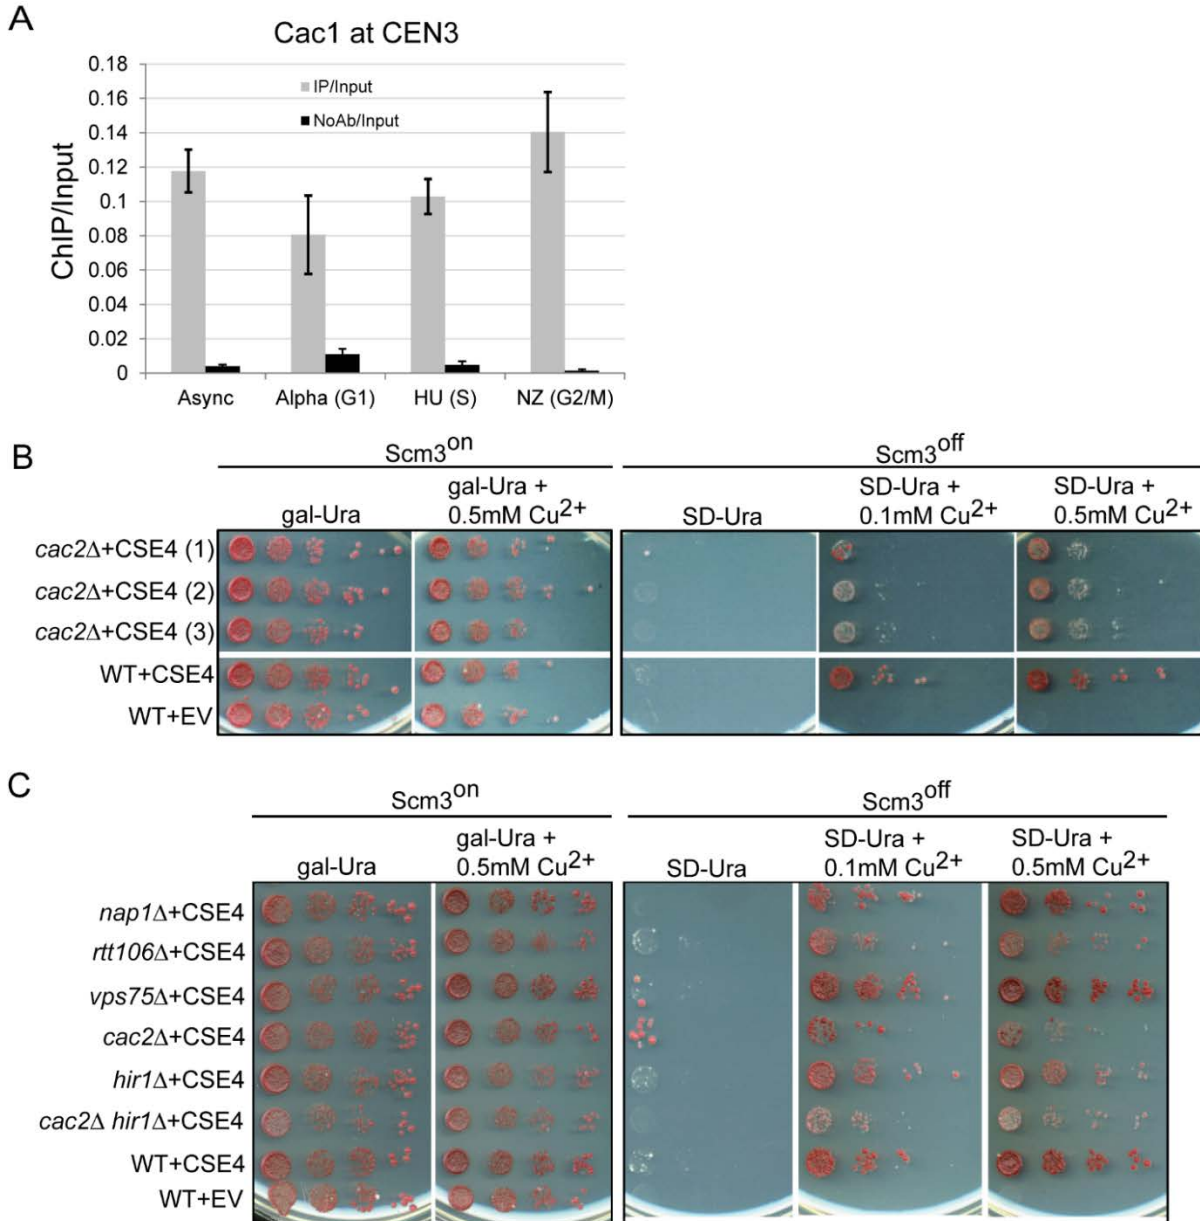 A
Cac1 at CEN3
0.18
0.16
0.14
0.12
0.1
0.08
0.06
0.04
0.02
0
ChIP/Input
IP/Input
NoAb/Input
Async Alpha (G1) HU (S) NZ (G2/M)
B
Scm3on Scm3off
gal-Ura
gal-Ura +
0.5mM Cu2+
SD-Ura
SD-Ura +
0.1mM Cu2+
SD-Ura +
0.5mM Cu2+
cac2Δ+CSE4 (1)
cac2Δ+CSE4 (2)
cac2Δ+CSE4 (3)
WT+CSE4
WT+EV
C
Scm3on Scm3off
gal-Ura
gal-Ura +
0.5mM Cu2+
SD-Ura
SD-Ura +
0.1mM Cu2+
SD-Ura +
0.5mM Cu2+
nap1Δ+CSE4
rtt106Δ+CSE4
vps75Δ+CSE4
cac2Δ+CSE4
hir1Δ+CSE4
cac2Δ hir1Δ+CSE4
WT+CSE4
WT+EV